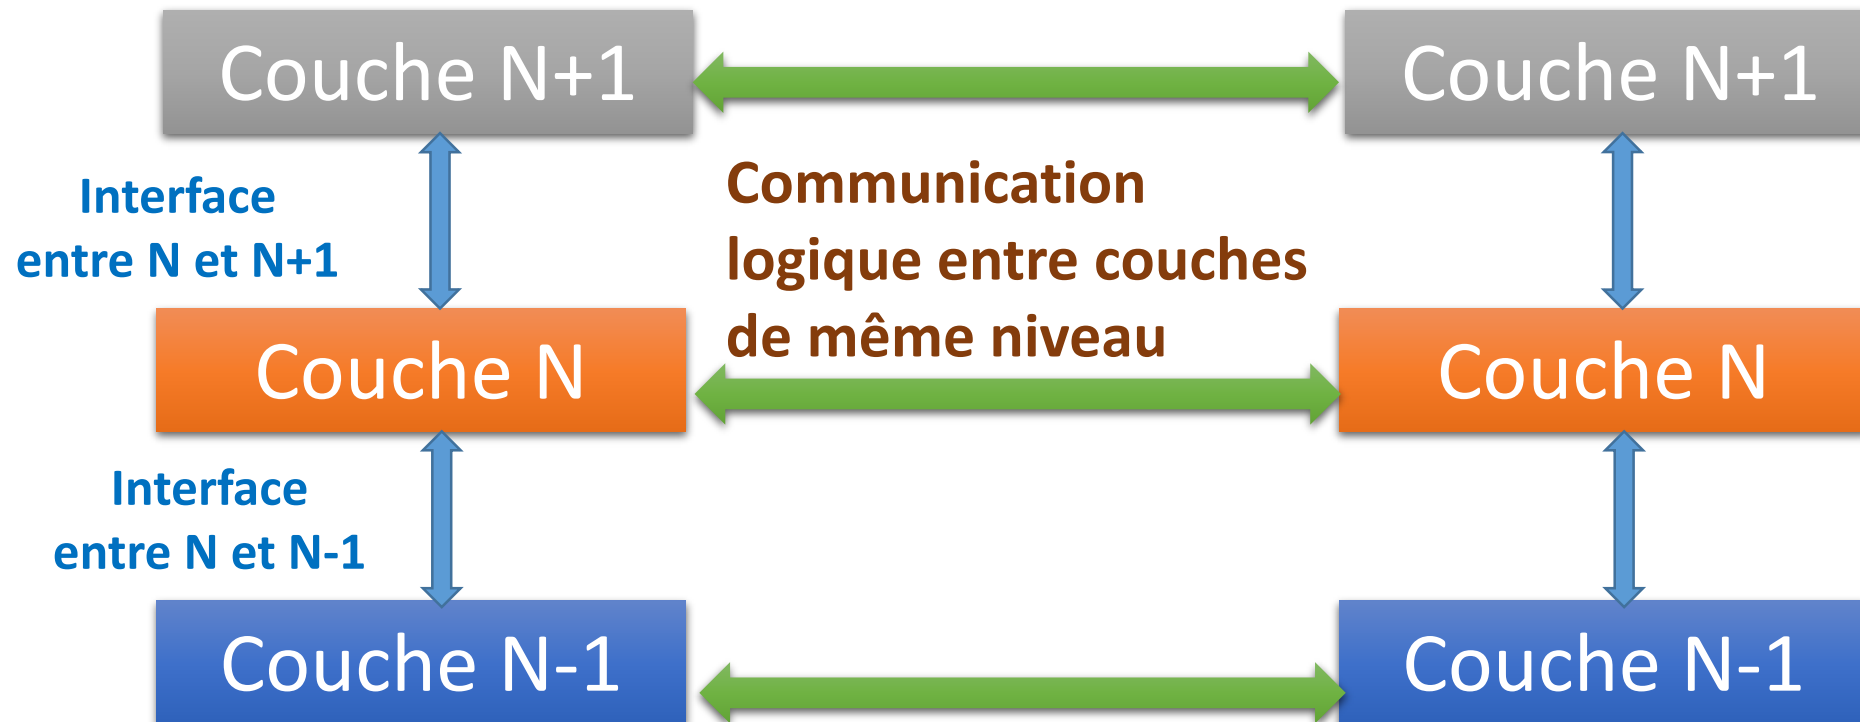 Couche N+1
Couche N+1
Interface
entre N et N+1
Communication
logique entre couches
de même niveau
Couche N
Couche N
Interface
entre N et N-1
Couche N-1
Couche N-1